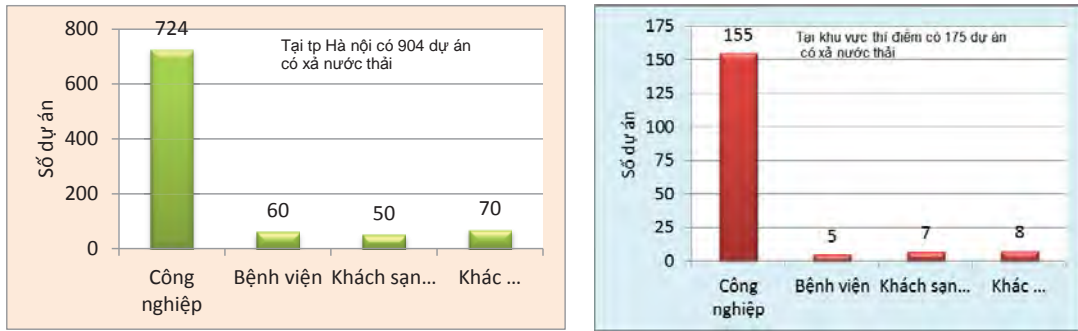 800
600
400
200
0
Số dự án
724
60
50
70
Tại tp Hà nội có 904 dự án
có xả nước thải
Công
nghiệp
Bệnh viện
Khách sạn...
Khác ...
175
150
125
100
75
50
25
0
Số dự án
155
5
7
8
Tại khu vực thí điểm có 175 dự án
có xả nước thải
Công
nghiệp
Bệnh viện
Khách sạn...
Khác ...